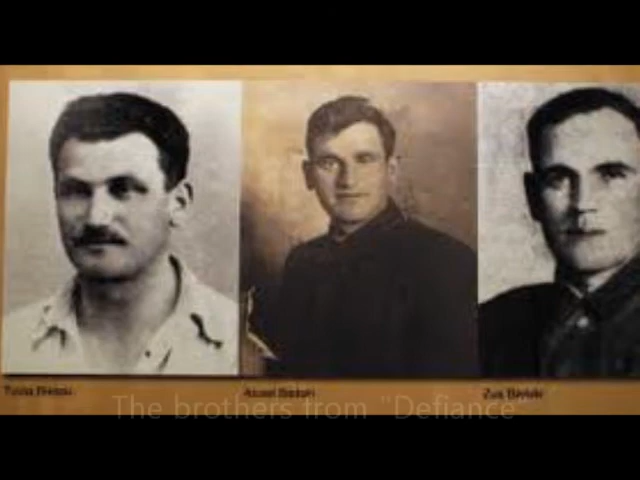 Tuvia Bielski
Asael Bielski
Zus Bielski
The brothers from "Defiance"